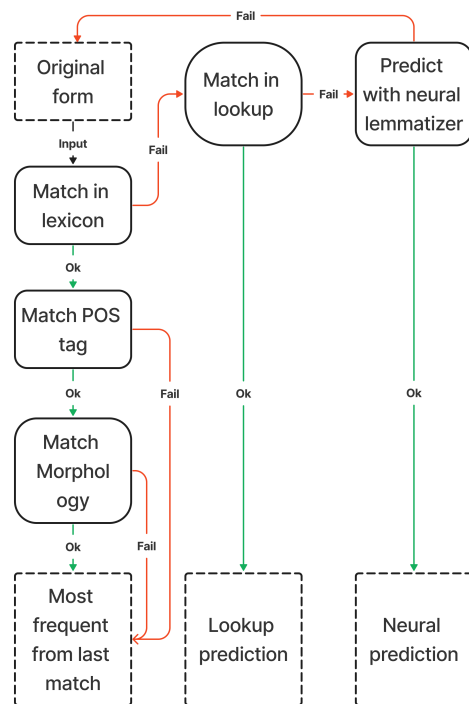 Fail
Original
form
Input
Match in
lexicon
Fail
Match in
lookup
Fail
Predict
with neural
lemmatizer
Ok
Match POS
tag
Fail
Ok
Match
Morphol
ogy
Fail
Ok
Most
frequent
from last
match
Ok
Lookup
prediction
Ok
Neural
prediction